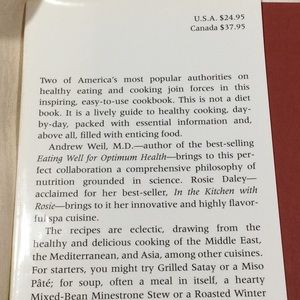 U.S.A. $24.95
Canada $37.95
Two of America's most popular authorities on
healthy eating and cooking join forces in this
inspiring, easy-to-use cookbook. This is not a diet
book. It is a lively guide to healthy cooking, day-
by-day, packed with essential information and,
above all, filled with enticing food.
Andrew Weil, M.D.—author of the best-selling
Eating Well for Optimum Health—brings to this per-
fect collaboration a comprehensive philosophy of
nutrition grounded in science. Rosie Daley—
acclaimed for her best-seller, In the Kitchen with
Rosie—brings to it her innovative and highly flavor-
ful spa cuisine.
The recipes are eclectic, drawing from the
healthy and delicious cooking of the Middle East,
the Mediterranean, and Asia, among other cuisines.
For starters, you might try Grilled Satay or a Miso
Pâté; for soup, often a meal in itself, a hearty
Mixed-Bean Minestrone Stew or a Roasted Winter